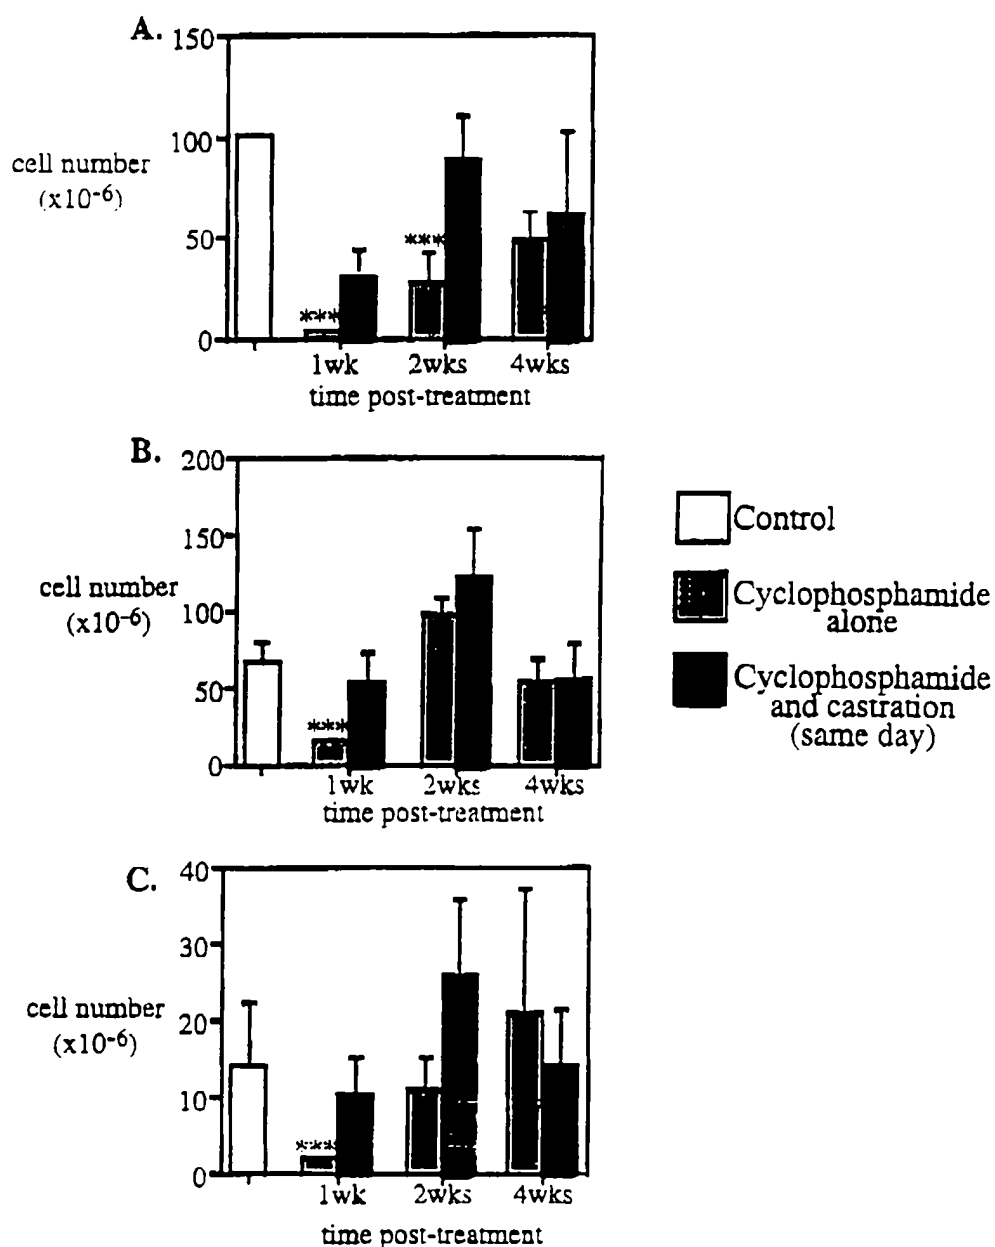 A.
150
100
50
0
cell number
(x10-6)
***
***
1wk 2wks 4wks
time post-treatment
B.
200
150
100
50
0
cell number
(x10-6)
***
1wk 2wks 4wks
time post-treatment
Control
Cyclophosphamide
alone
Cyclophosphamide
and castration
(same day)
C.
40
30
20
10
0
cell number
(x10-6)
***
1wk 2wks 4wks
time post-treatment